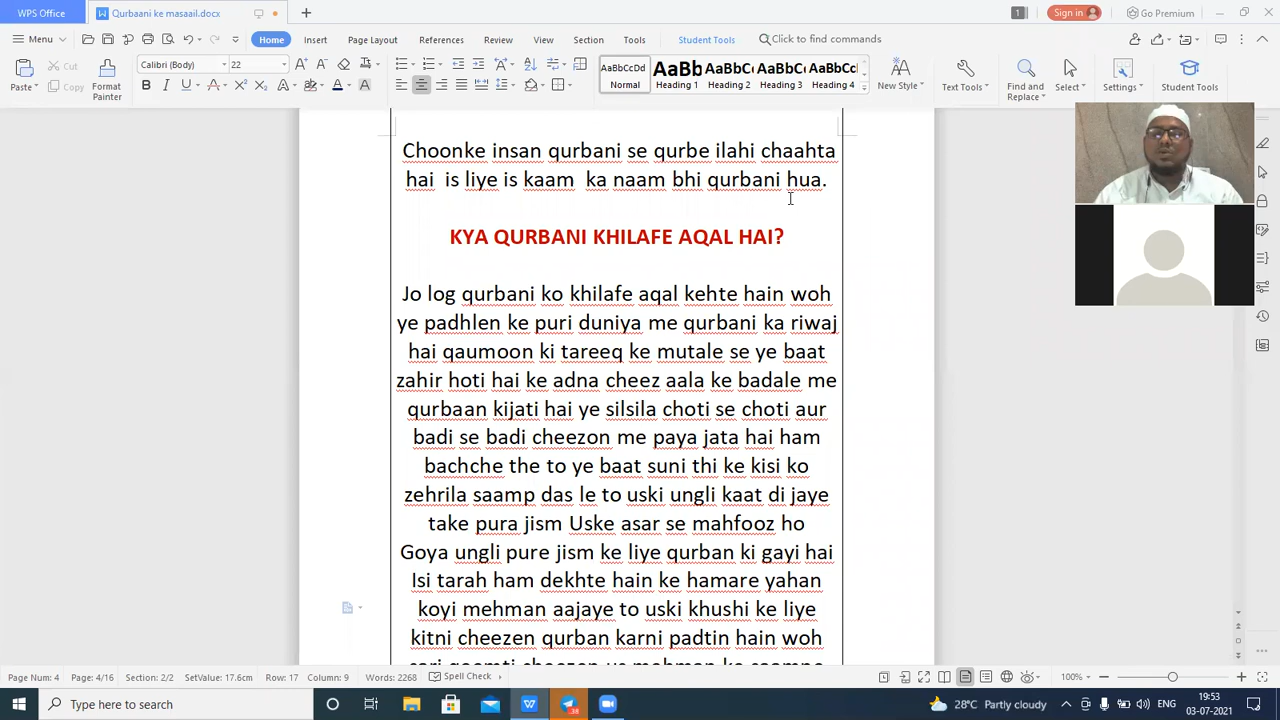 WPS Office
Qurbaani ke masaail.docx
+
1
Sign in
Go Premium
Menu
Home
Insert
Page Layout
References
Review
View
Section
Tools
Student Tools
Click to find commands
Paste
Cut
Copy
Format
Painter
Calibri (Body)
22
AaBbCcDd
Normal
AaBb
Heading 1
AaBbC
Heading 2
AaBbC
Heading 3
AaBbC
Heading 4
New Style
Text Tools
Find and
Replace
Select
Settings
Student Tools
Choonke insan qurbani se qurbe ilahi chaahta
hai is liye is kaam ka naam bhi qurbani hua.
KYA QURBANI KHILAFE AQAL HAI?
Jo log qurbani ko khilafe aqal kehte hain woh
ye padhlen ke puri duniya me qurbani ka riwaj
hai qaumoon ki tareeq ke mutale se ye baat
zahir hoti hai ke adna cheez aala ke badale me
qurbaan kijati hai ye silsila choti se choti aur
badi se badi cheezon me paya jata hai ham
bachche the to ye baat suni thi ke kisi ko
zehrila saamp das le to uski ungli kaat di jaye
take pura jism Uske asar se mahfooz ho
Goya ungli pure jism ke liye qurban ki gayi hai
Isi tarah ham dekhte hain ke hamare yahan
koyi mehman aajaye to uski khushi ke liye
kitni cheezen qurban karni padtin hain woh
Page Num: 4
Page: 4/16
Section: 2/2
SetValue: 17.cm
Row: 17
Column: 9
Words: 2268
Spell Check
100%
Type here to search
38
28°C Partly cloudy
ENG
19:53
03-07-2021